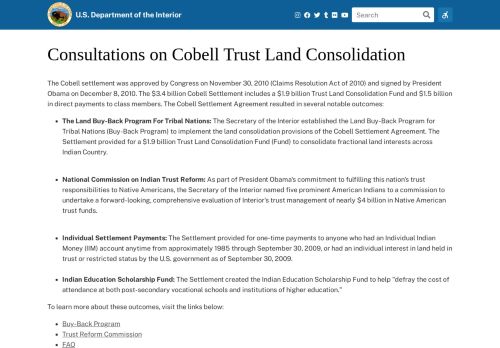 U.S. Department of the Interior
Search
Consultations on Cobell Trust Land Consolidation
The Cobell settlement was approved by Congress on November 30, 2010 (Claims Resolution Act of 2010) and signed by President
Obama on December 8, 2010. The $3.4 billion Cobell Settlement includes a $1.9 billion Trust Land Consolidation Fund and $1.5 billion
in direct payments to class members, The Cobell Settlement Agreement resulted in several notable outcomes:
• The Land Buy-Back Program For Tribal Nations: The Secretary of the Interior established the Land Buy-Back Program for
Tribal Nations (Buy-Back Program) to implement the land consolidation provisions of the Cobell Settlement Agreement. The
Settlement provided for a $1.9 billion Trust Land Consolidation Fund (Fund) to consolidate fractional land interests across
Indian Country.
• National Commission on Indian Trust Reform: As part of President Obama's commitment to fulfilling this nation's trust
responsibilities to Native Americans, the Secretary of the Interior named five prominent American Indians to a commission to
undertake a forward-looking, comprehensive evaluation of Interior's trust management of nearly $4 billion in Native American
trust funds.
• Individual Settlement Payments: The Settlement provided for one-time payments to anyone who had an Individual Indian
Money (IIM) account anytime from approximately 1985 through September 30, 2009, or had an individual interest in land held in
trust or restricted status by the U.S. government as of September 30, 2009.
• Indian Education Scholarship Fund: The Settlement created the Indian Education Scholarship Fund to help "defray the cost of
attendance at both post-secondary vocational schools and institutions of higher education."
To learn more about these outcomes, visit the links below:
• Buy-Back Program
• Trust Reform Commission
• FAQ